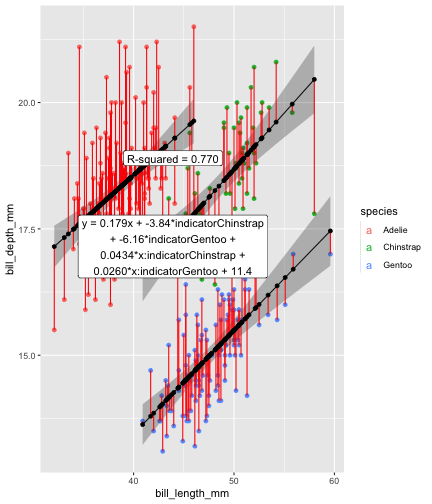 20.0
17.5
15.0
bill_depth_mm
R-squared = 0.770
y = 0.179x + -3.84*indicatorChinstrap
+ -6.16*indicatorGentoo +
0.0434*x:indicatorChinstrap +
0.0260*x:indicatorGentoo + 11.4
40
50
60
bill_length_mm
species
a Adelie
a Chinstrap
a Gentoo